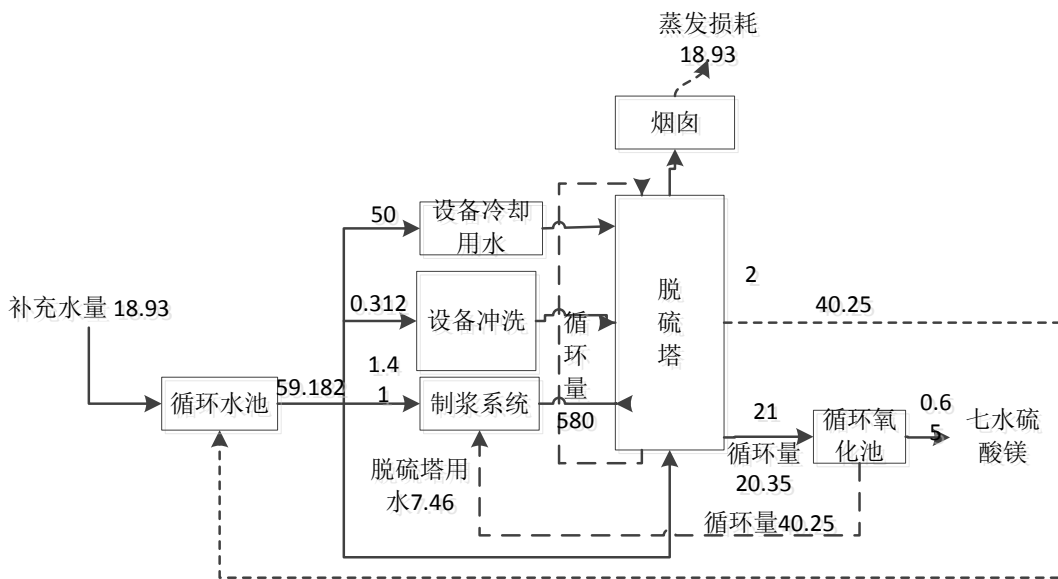 蒸发损耗
18.93
烟囱
50
设备冷却
用水
补充水量 18.93
0.312
设备冲洗
循
环
量
580
脱
硫
塔
2
40.25
59.182
循环水池
1.4
1
制浆系统
21
循环量
20.35
循环氧
化池
0.6
5
七水硫
酸镁
脱硫塔用
水7.46
循环量40.25